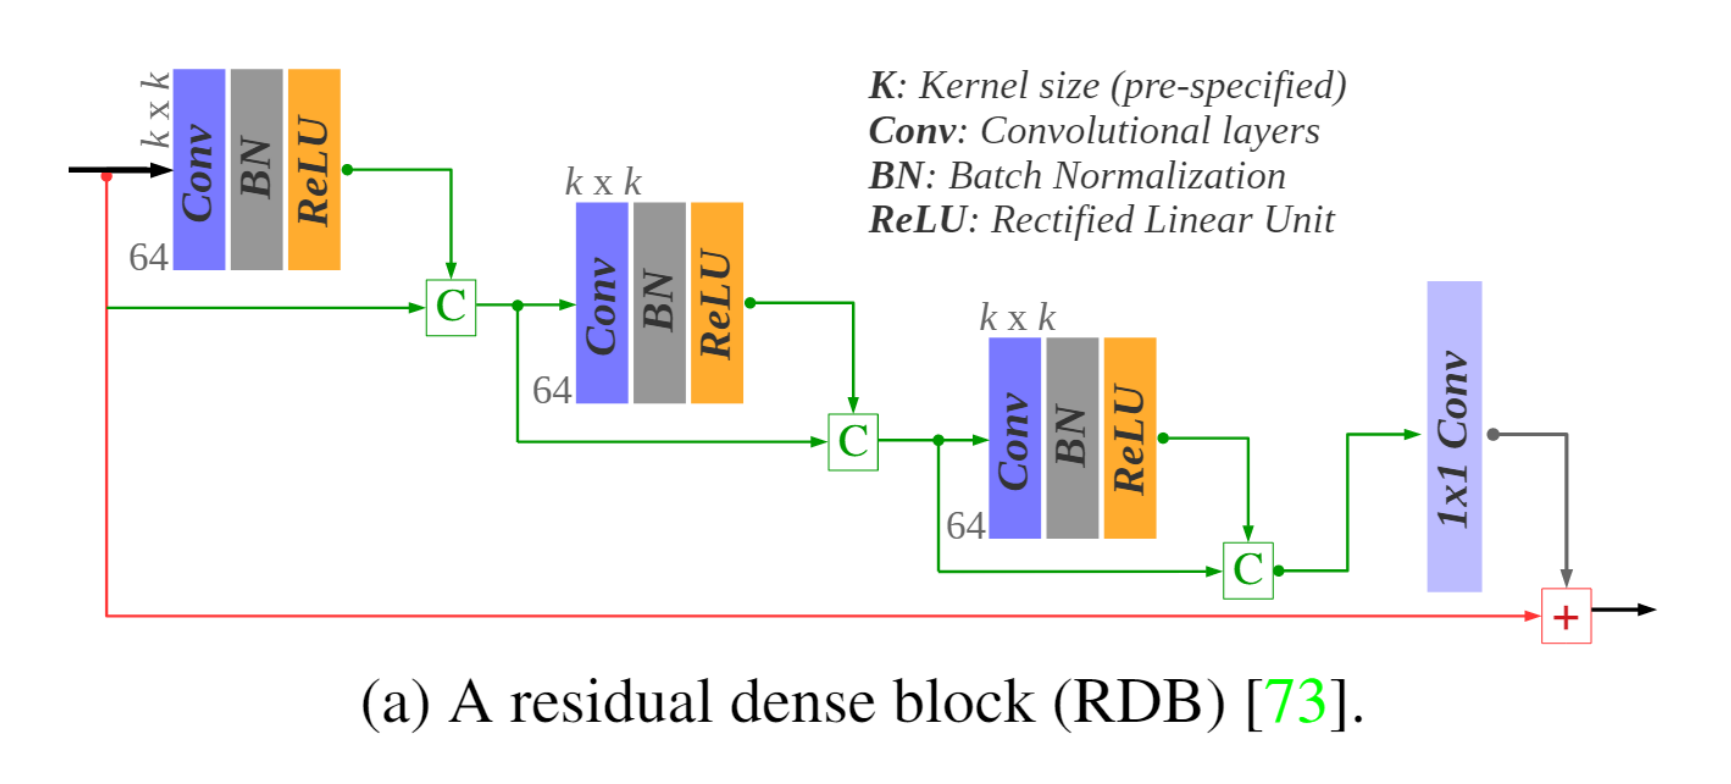 k x k
Conv
BN
ReLU
64
C
k x k
Conv
BN
ReLU
64
C
k x k
Conv
BN
ReLU
64
C
1x1 Conv
+
K: Kernel size (pre-specified)
Conv: Convolutional layers
BN: Batch Normalization
ReLU: Rectified Linear Unit
(a) A residual dense block (RDB) [73].